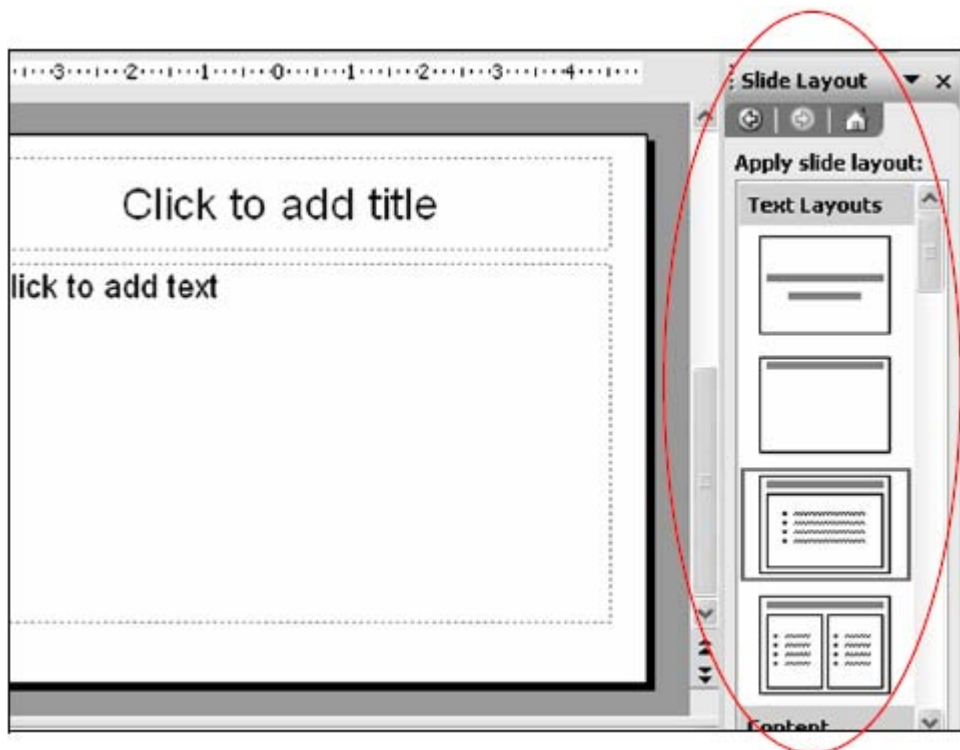 3 2 1 0 1 2 3 4
Slide Layout
Apply slide layout:
Text Layouts
Click to add title
lick to add text
Content